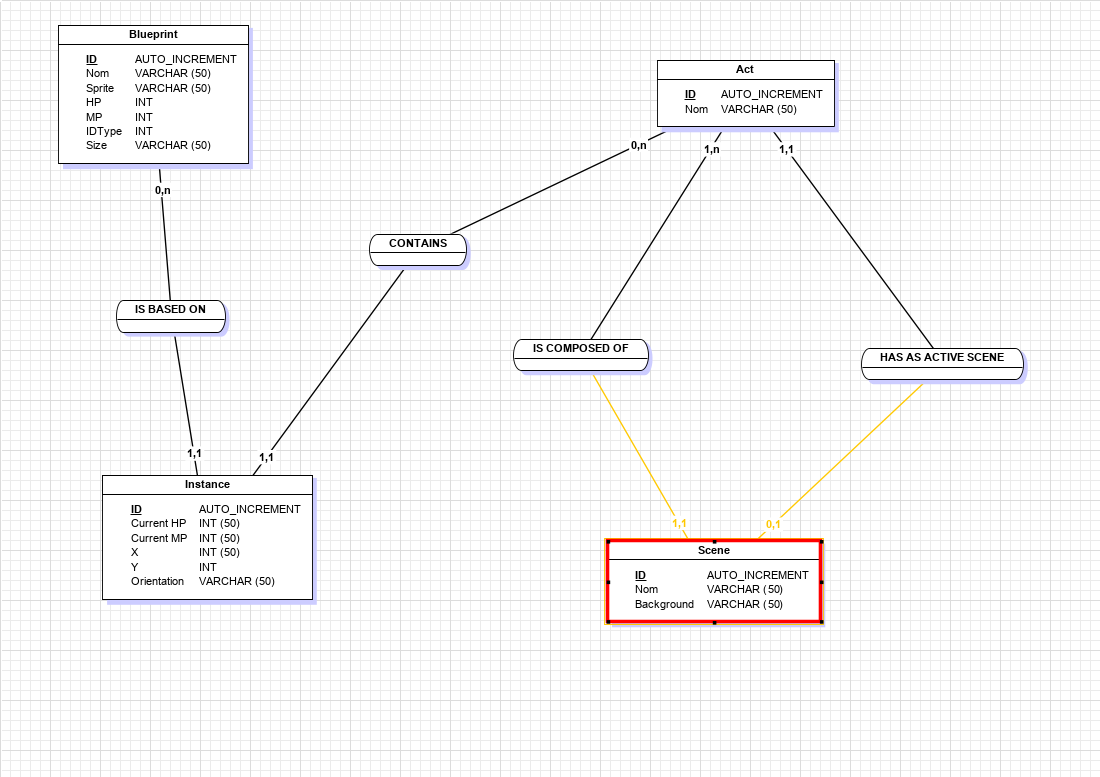 Blueprint
ID AUTO_INCREMENT
Nom VARCHAR (50)
Sprite VARCHAR (50)
HP INT
MP INT
IDType INT
Size VARCHAR (50)
Act
ID AUTO_INCREMENT
Nom VARCHAR (50)
0,n
1,n
1,1
0,n
CONTAINS
IS BASED ON
IS COMPOSED OF
HAS AS ACTIVE SCENE
1,1
1,1
Instance
ID AUTO_INCREMENT
Current HP INT (50)
Current MP INT (50)
X INT (50)
Y INT
Orientation VARCHAR (50)
1,1
0,1
Scene
ID AUTO_INCREMENT
Nom VARCHAR (50)
Background VARCHAR (50)